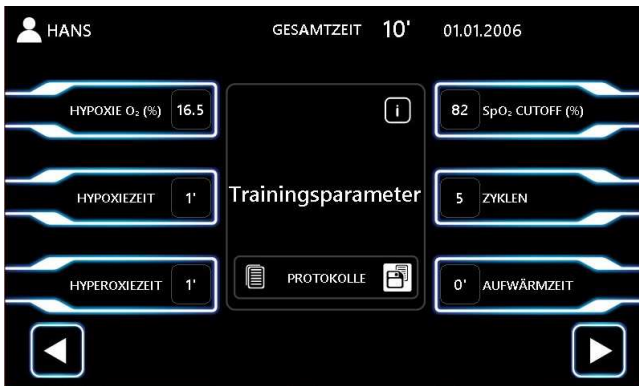 HANS GESAMTZEIT 10' 01.01.2006
HYPOXIE O₂ (%) 16.5
82 SpO₂ CUTOFF (%)
i
HYPOXIEZEIT 1'
Trainingsparameter
5 ZYKLEN
HYPEROXIEZEIT 1'
PROTOKOLLE
0' AUFWÄRMZEIT